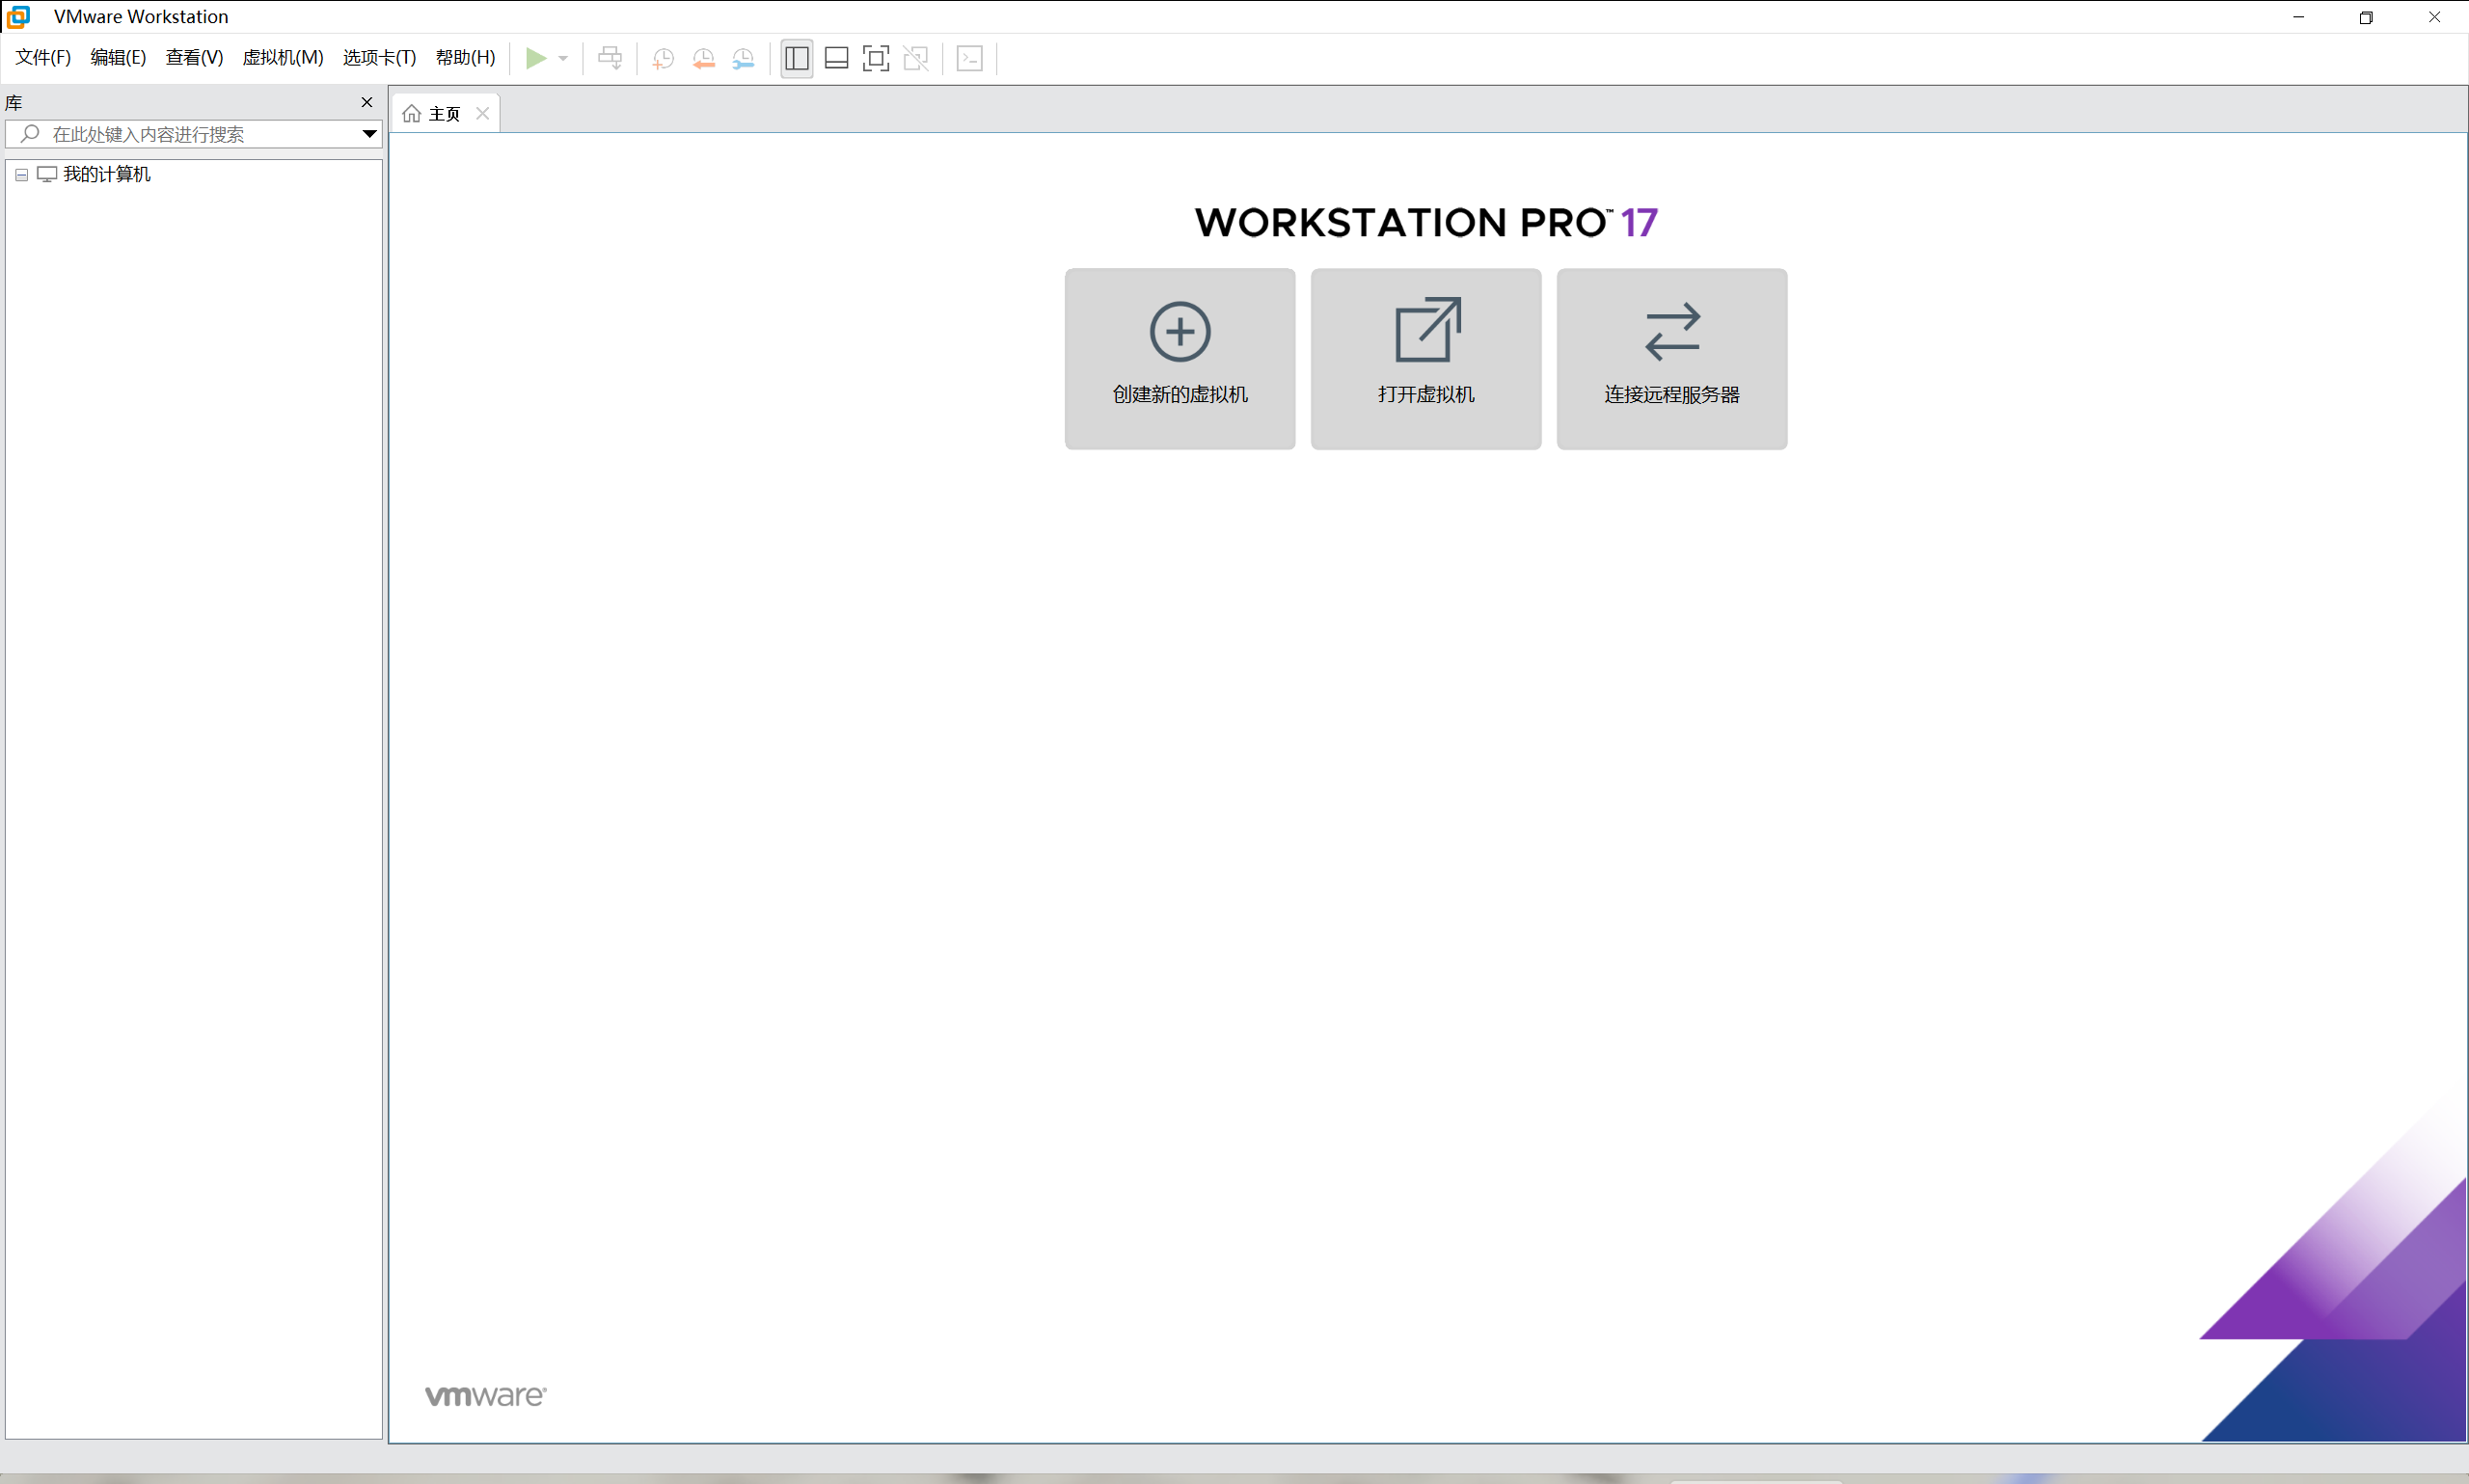 VMware Workstation
文件(F) 编辑(E) 查看(V) 虚拟机(M) 选项卡(T) 帮助(H)
库
主页
在此处键入内容进行搜索
我的计算机
WORKSTATION PRO™ 17
创建新的虚拟机 打开虚拟机 连接远程服务器
vmware®